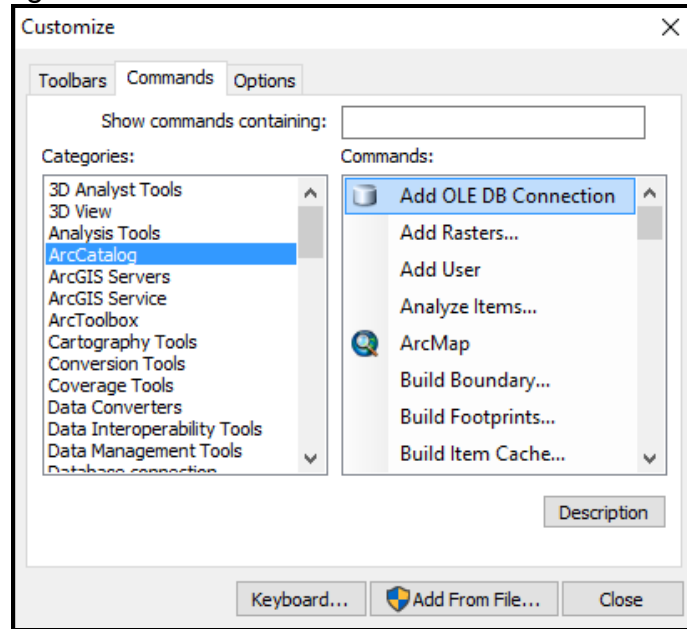 Customize
Toolbars Commands Options
Show commands containing:
Categories:
Commands:
3D Analyst Tools
3D View
Analysis Tools
ArcCatalog
ArcGIS Servers
ArcGIS Service
ArcToolbox
Cartography Tools
Conversion Tools
Coverage Tools
Data Converters
Data Interoperability Tools
Data Management Tools
Database connection
Add OLE DB Connection
Add Rasters...
Add User
Analyze Items...
ArcMap
Build Boundary...
Build Footprints...
Build Item Cache...
Description
Keyboard...
Add From File...
Close